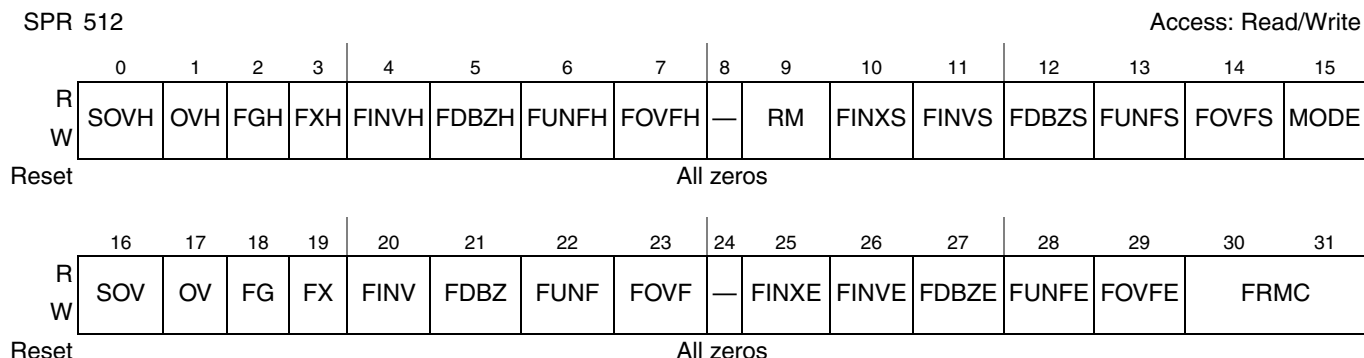 SPR 512 Access: Read/Write
0 1 2 3 4 5 6 7 8 9 10 11 12 13 14 15
R
W
SOVH OVH FGH FXH FINVH FDBZH FUNFH FOVFH — RM FINXS FINVS FDBZS FUNFS FOVFS MODE
Reset All zeros
16 17 18 19 20 21 22 23 24 25 26 27 28 29 30 31
R
W
SOV OV FG FX FINV FDBZ FUNF FOVF — FINXE FINVE FDBZE FUNFE FOVFE FRMC
Reset All zeros